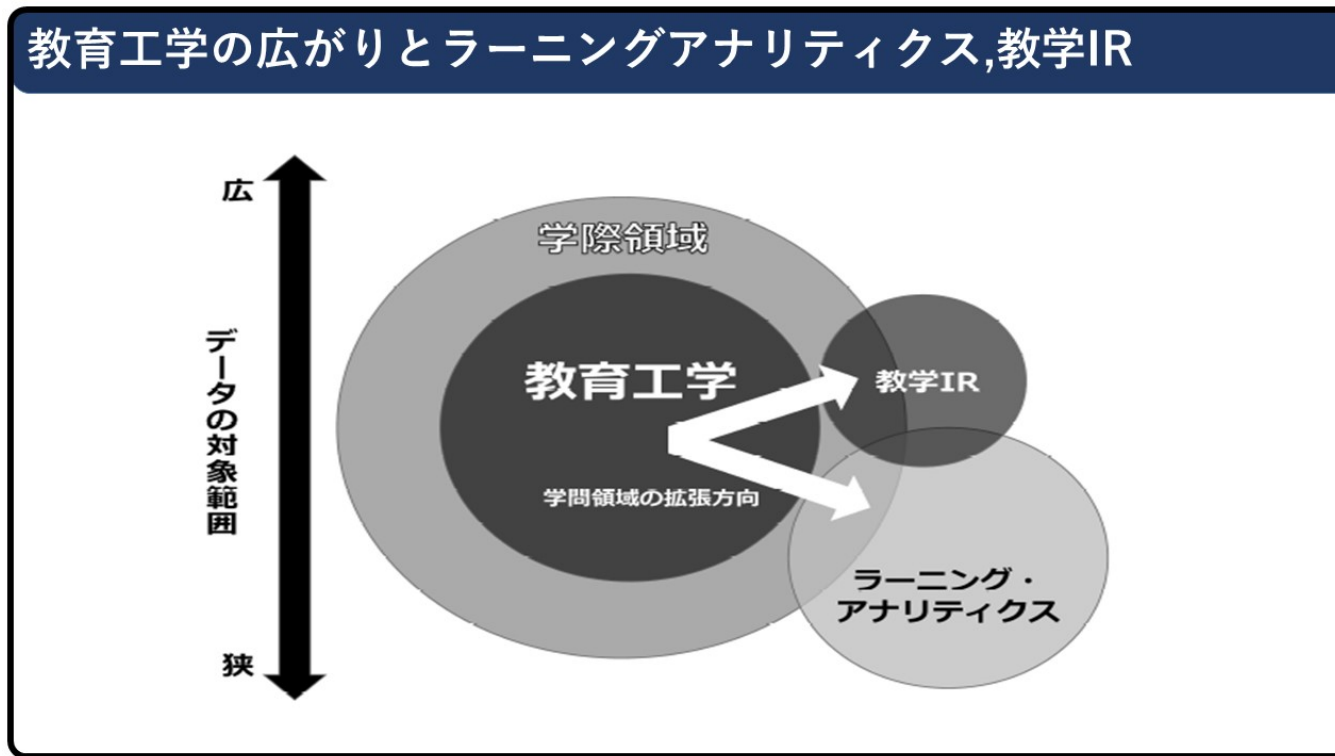 教育工学の広がりとラーニングアナリティクス,教学IR
広
データの対象範囲
狭
学際領域
教育工学
学問領域の拡張方向
教学IR
ラーニング・
アナリティクス